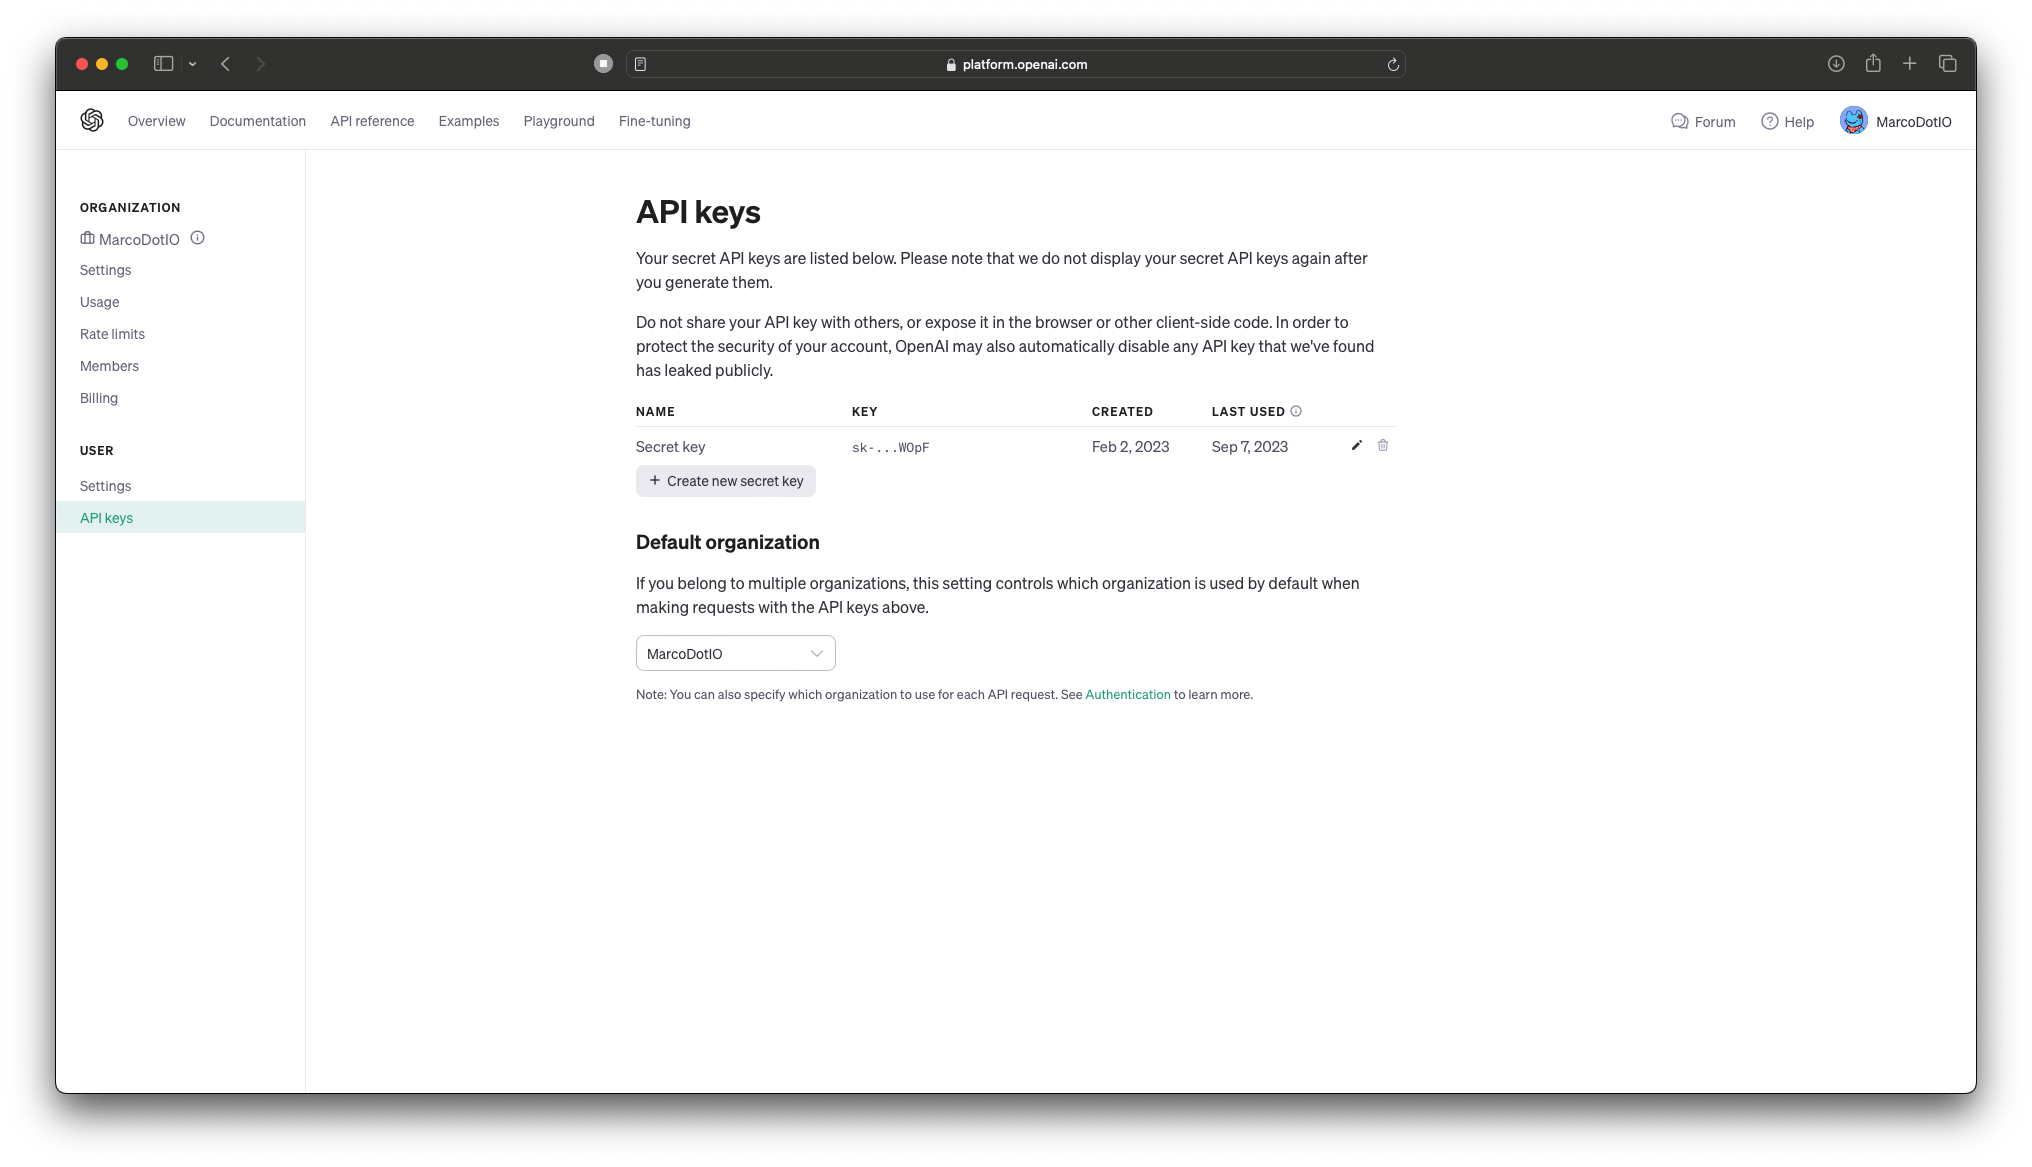 platform.openai.com
Overview Documentation API reference Examples Playground Fine-tuning Forum Help MarcoDotIO
ORGANIZATION
MarcoDotIO
Settings
Usage
Rate limits
Members
Billing
USER
Settings
API keys
API keys
Your secret API keys are listed below. Please note that we do not display your secret API keys again after
you generate them.
Do not share your API key with others, or expose it in the browser or other client-side code. In order to
protect the security of your account, OpenAI may also automatically disable any API key that we've found
has leaked publicly.
NAME KEY CREATED LAST USED
Secret key sk-...WOpF Feb 2, 2023 Sep 7, 2023
+ Create new secret key
Default organization
If you belong to multiple organizations, this setting controls which organization is used by default when
making requests with the API keys above.
MarcoDotIO
Note: You can also specify which organization to use for each API request. See Authentication to learn more.